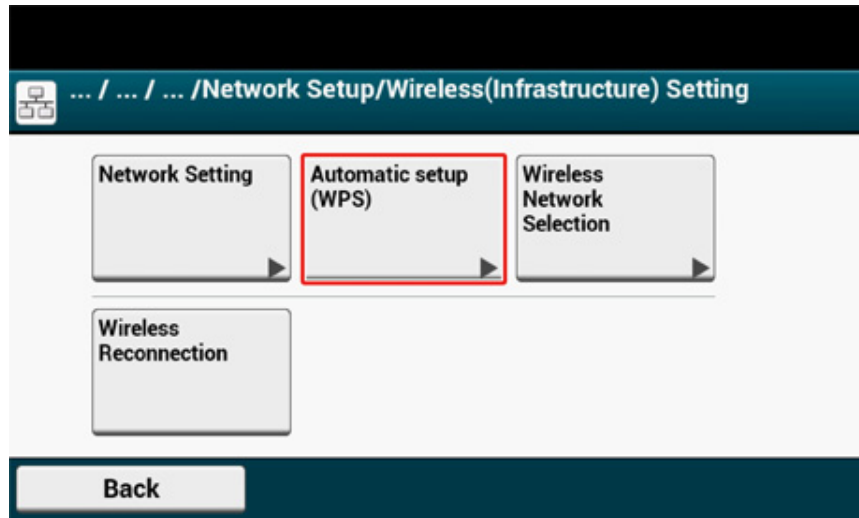 ... / ... / ... /Network Setup/Wireless(Infrastructure) Setting
Network Setting
Automatic setup
(WPS)
Wireless
Network
Selection
Wireless
Reconnection
Back